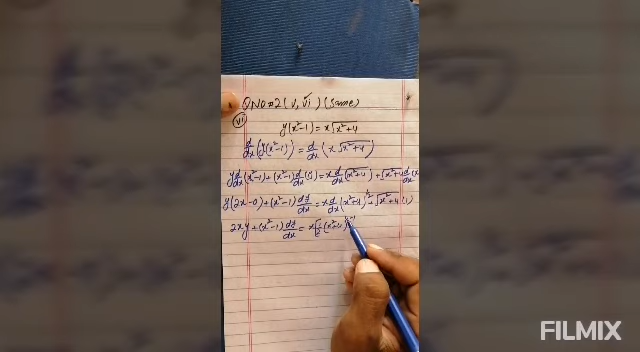 Q NO #2 (v, vi) (Same)
(vi)
y(x²-1) = x√x²+4
d/dx (y(x²-1)) = d/dx (x√x²+4)
y d/dx (x²-1) + (x²-1) d/dx (y) = x d/dx (√x²+4) + √x²+4 d/dx (x
y(2x-0) + (x²-1) dy/dx = x d/dx (x²+4)^½ + √x²+4 (1)
2xy + (x²-1) dy/dx = x[½(x²+4)
FILMIX